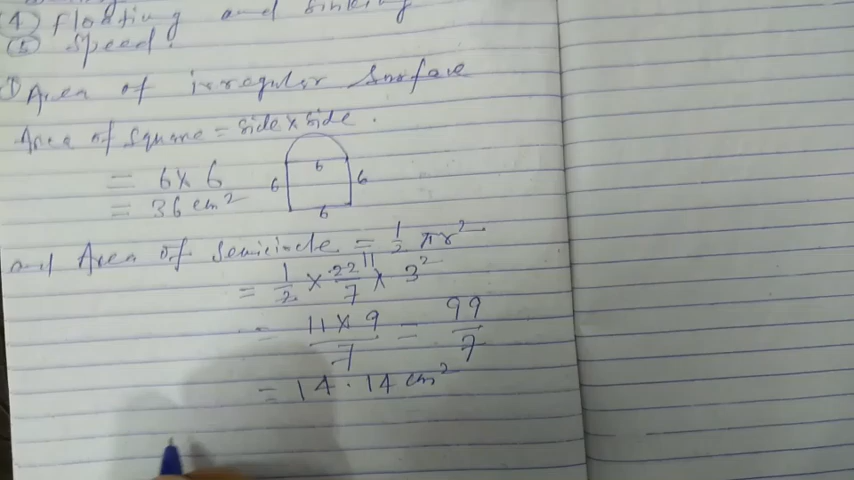 (4) Floating and Sinking
(5) Speed.
① Area of irregular Surface
Area of Square = side × side.
= 6 × 6
= 36 cm²
6
6
6
6
and Area of Semicircle = 1/2 πr²
= 1/2 × 22/7 × 3²
11
= 11 × 9/7 = 99/7
= 14.14 cm²